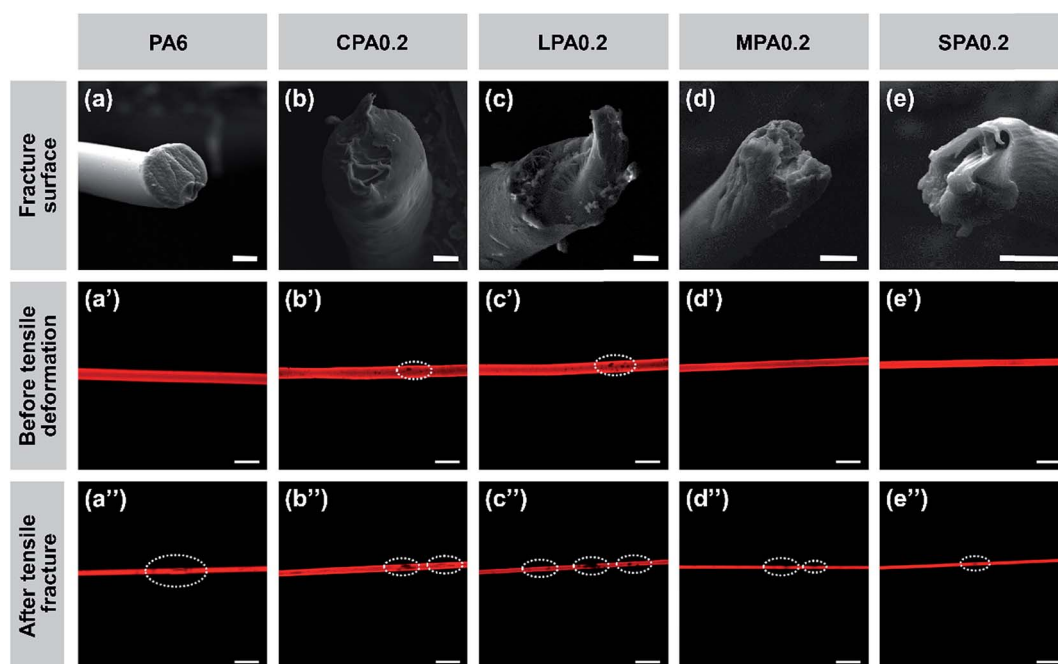 PA6
CPA0.2
LPA0.2
MPA0.2
SPA0.2
Fracture
surface
(a)
(b)
(c)
(d)
(e)
Before tensile
deformation
(a')
(b')
(c')
(d')
(e')
After tensile
fracture
(a'')
(b'')
(c'')
(d'')
(e'')